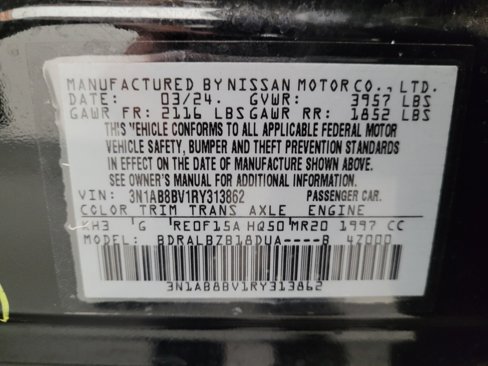 MANUFACTURED BY NISSAN MOTOR CO., LTD.
DATE: 03/24. GVWR: 3957 LBS
GAWR FR: 2116 LBS GAWR RR: 1852 LBS
THIS VEHICLE CONFORMS TO ALL APPLICABLE FEDERAL MOTOR
VEHICLE SAFETY, BUMPER AND THEFT PREVENTION STANDARDS
IN EFFECT ON THE DATE OF MANUFACTURE SHOWN ABOVE.
SEE OWNER'S MANUAL FOR ADDITIONAL INFORMATION.
VIN: 3N1AB8BV1RY313862 PASSENGER CAR.
COLOR TRIM TRANS AXLE ENGINE
KH3 G RE0F15A HQ50 MR20 1997 CC
MODEL: BDRALBZB18DUA----B 4Z000
3N1AB8BV1RY313862